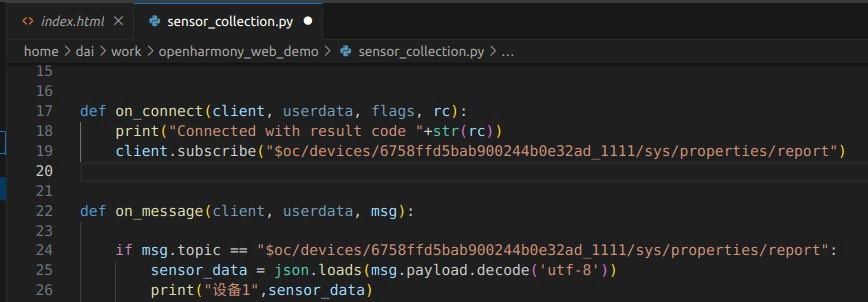 <> index.html ×
sensor_collection.py ●
home > dai > work > openharmony_web_demo > sensor_collection.py > ...
15
16
17 def on_connect(client, userdata, flags, rc):
18 print("Connected with result code "+str(rc))
19 client.subscribe("$oc/devices/6758ffd5bab900244b0e32ad_1111/sys/properties/report")
20
21
22 def on_message(client, userdata, msg):
23
24 if msg.topic == "$oc/devices/6758ffd5bab900244b0e32ad_1111/sys/properties/report":
25 sensor_data = json.loads(msg.payload.decode('utf-8'))
26 print("设备1",sensor_data)